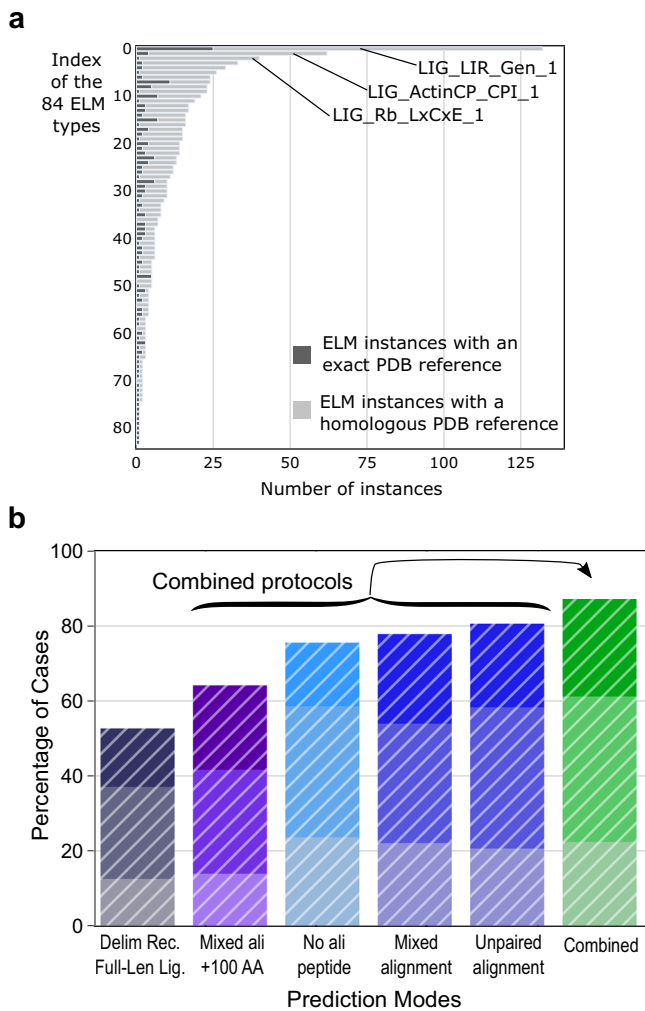 a
Index
of the
84 ELM
types
0
10
20
30
40
50
60
70
80
LIG_LIR_Gen_1
LIG_ActinCP_CPI_1
LIG_Rb_LxCxE_1
ELM instances with an
exact PDB reference
ELM instances with a
homologous PDB reference
0 25 50 75 100 125
Number of instances
b
100
80
60
40
20
0
Percentage of Cases
Combined protocols
Delim Rec.
Full-Len Lig.
Mixed ali
+100 AA
No ali
peptide
Mixed
alignment
Unpaired
alignment
Combined
Prediction Modes